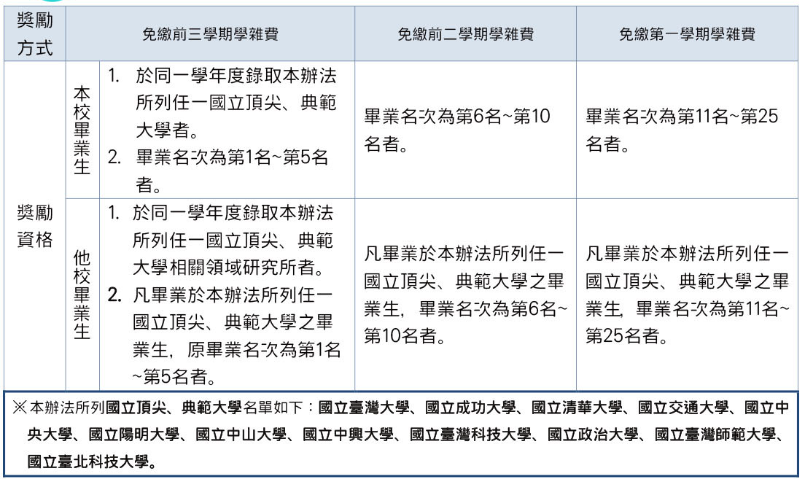 獎勵
方式
免繳前三學期學雜費
免繳前二學期學雜費
免繳第一學期學雜費
獎勵
資格
本校畢業生
1. 於同一學年度錄取本辦法
所列任一國立頂尖、典範
大學者。
2. 畢業名次為第1名~第5名
者。
畢業名次為第6名~第10
名者。
畢業名次為第11名~第25
名者。
他校畢業生
1. 於同一學年度錄取本辦法
所列任一國立頂尖、典範
大學相關領域研究所者。
2. 凡畢業於本辦法所列任一
國立頂尖、典範大學之畢
業生，原畢業名次為第1名
~第5名者。
凡畢業於本辦法所列任一
國立頂尖、典範大學之畢
業生，畢業名次為第6名~
第10名者。
凡畢業於本辦法所列任一
國立頂尖、典範大學之畢
業生，畢業名次為第11名~
第25名者。
※本辦法所列國立頂尖、典範大學名單如下：國立臺灣大學、國立成功大學、國立清華大學、國立交通大學、國立中
央大學、國立陽明大學、國立中山大學、國立中興大學、國立臺灣科技大學、國立政治大學、國立臺灣師範大學、
國立臺北科技大學。